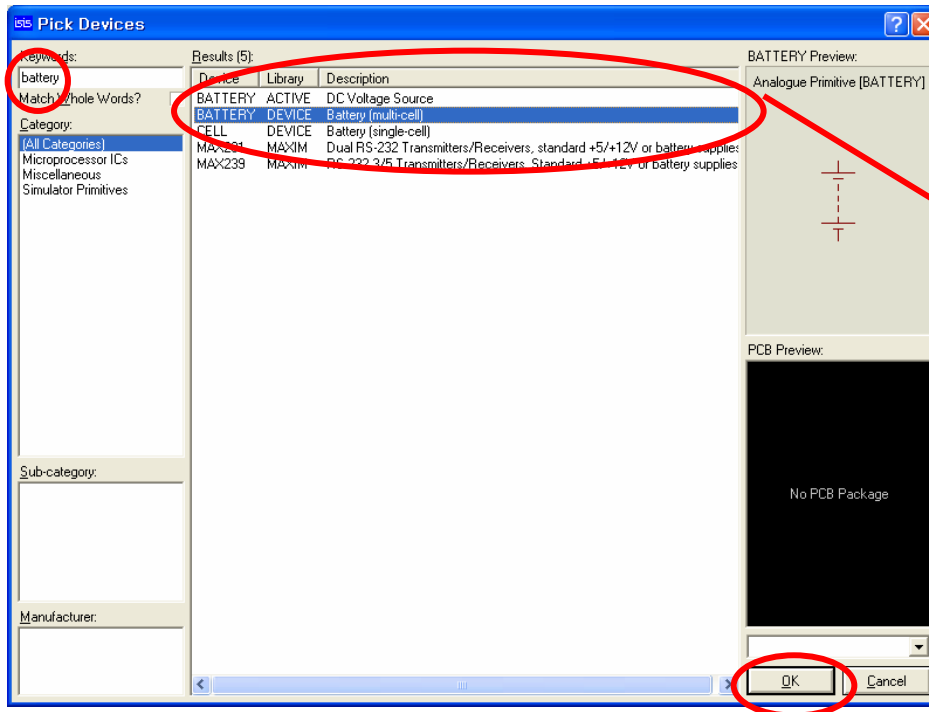 isis Pick Devices
Keywords:
battery
Match Whole Words?
Category:
(All Categories)
Microprocessor ICs
Miscellaneous
Simulator Primitives
Sub-category:
Manufacturer:
Results (5):
Device Library Description
BATTERY ACTIVE DC Voltage Source
BATTERY DEVICE Battery (multi-cell)
CELL DEVICE Battery (single-cell)
MAXIM Dual RS-232 Transmitters/Receivers, standard +5/+12V or battery supplies
MAX239 MAXIM RS-232 3/5 Transmitters/Receivers, Standard +5/+12V or battery supplies
BATTERY Preview:
Analogue Primitive [BATTERY]
PCB Preview:
No PCB Package
OK Cancel